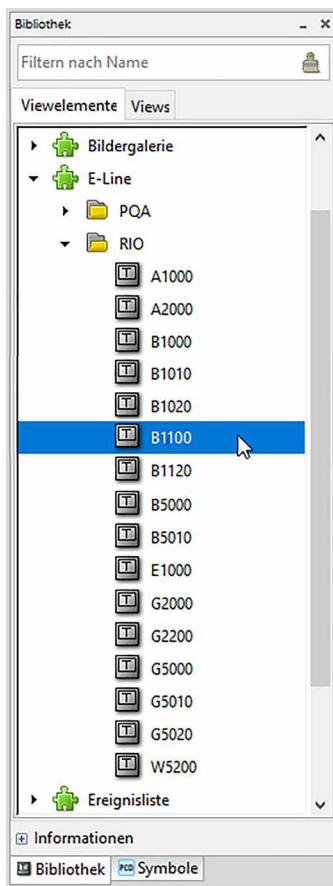 Bibliothek
Filtern nach Name
Viewelemente Views
Bildergalerie
E-Line
PQA
RIO
T A1000
T A2000
T B1000
T B1010
T B1020
T B1100
T B1120
T B5000
T B5010
T E1000
T G2000
T G2200
T G5000
T G5010
T G5020
T W5200
Ereignisliste
Informationen
Bibliothek PCD Symbole